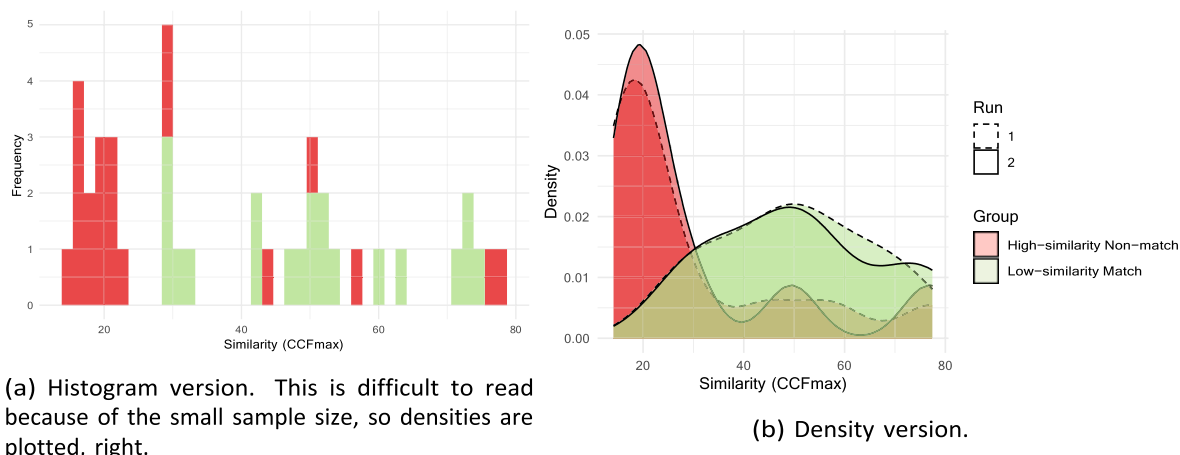 5
4
3
2
1
0
Frequency
20
40
60
80
Similarity (CCFmax)
(a) Histogram version. This is difficult to read
because of the small sample size, so densities are
plotted, right.
0.05
0.04
0.03
0.02
0.01
0.00
Density
20
40
60
80
Similarity (CCFmax)
(b) Density version.
Run
1
2
Group
High−similarity Non−match
Low−similarity Match